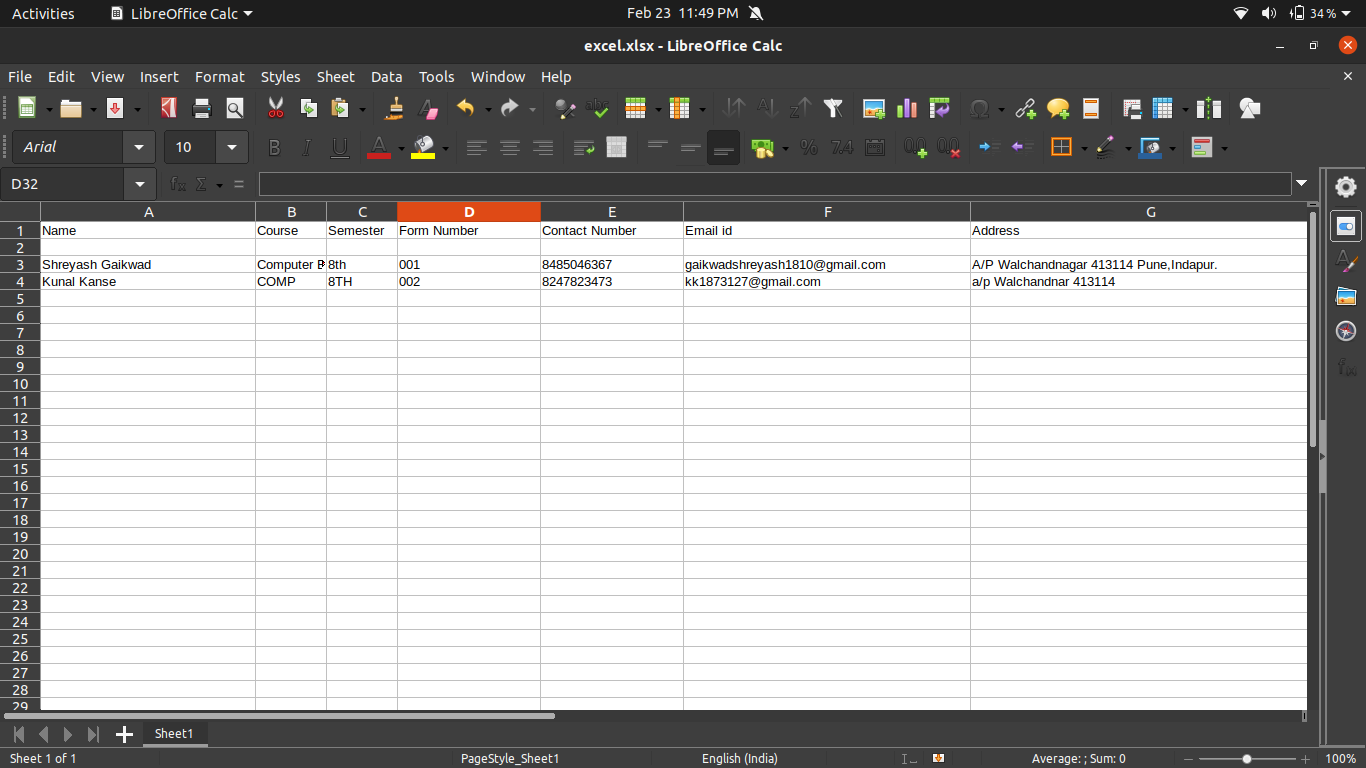 Activities LibreOffice Calc Feb 23 11:49 PM 34 %
excel.xlsx - LibreOffice Calc
File Edit View Insert Format Styles Sheet Data Tools Window Help
Arial 10
D32
A B C D E F G
1 Name Course Semester Form Number Contact Number Email id Address
2
3 Shreyash Gaikwad Computer E 8th 001 8485046367 gaikwadshreyash1810@gmail.com A/P Walchandnagar 413114 Pune,Indapur.
4 Kunal Kanse COMP 8TH 002 8247823473 kk1873127@gmail.com a/p Walchandnar 413114
5
6
7
8
9
10
11
12
13
14
15
16
17
18
19
20
21
22
23
24
25
26
27
28
29
Sheet1
Sheet 1 of 1 PageStyle_Sheet1 English (India) Average: ; Sum: 0 100%